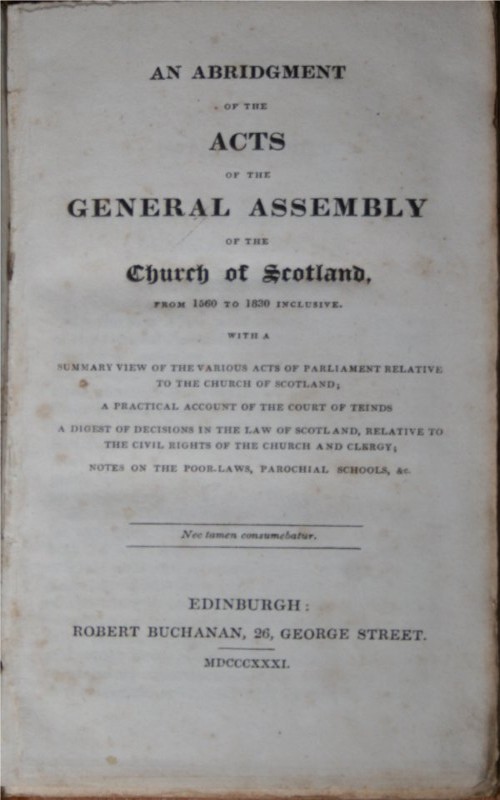 AN ABRIDGMENT
OF THE
ACTS
OF THE
GENERAL ASSEMBLY
OF THE
Church of Scotland,
FROM 1560 TO 1830 INCLUSIVE.
WITH A
SUMMARY VIEW OF THE VARIOUS ACTS OF PARLIAMENT RELATIVE
TO THE CHURCH OF SCOTLAND;
A PRACTICAL ACCOUNT OF THE COURT OF TEINDS
A DIGEST OF DECISIONS IN THE LAW OF SCOTLAND, RELATIVE TO
THE CIVIL RIGHTS OF THE CHURCH AND CLERGY;
NOTES ON THE POOR-LAWS, PAROCHIAL SCHOOLS, &c.
Nec tamen consumebatur.
EDINBURGH:
ROBERT BUCHANAN, 26, GEORGE STREET.
MDCCCXXXI.